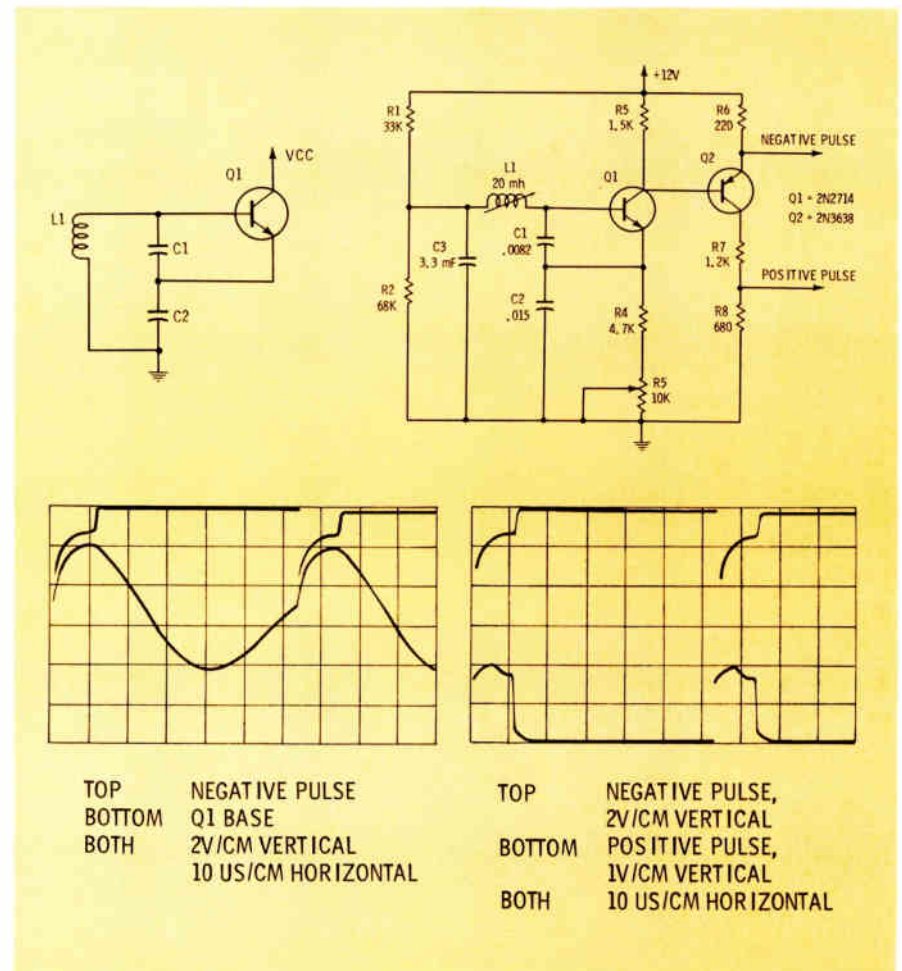 VCC
Q1
L1
C1
C2
+12V
R1
33K
R5
1.5K
R6
220
NEGATIVE PULSE
L1
20 mh
Q1
Q2
Q1 = 2N2714
Q2 = 2N3638
C3
3.3 mF
C1
.0082
R7
1.2K
POSITIVE PULSE
R2
68K
C2
.015
R4
4.7K
R8
680
R5
10K
TOP NEGATIVE PULSE
BOTTOM Q1 BASE
BOTH 2V/CM VERTICAL
10 US/CM HORIZONTAL
TOP NEGATIVE PULSE,
2V/CM VERTICAL
BOTTOM POSITIVE PULSE,
1V/CM VERTICAL
BOTH 10 US/CM HORIZONTAL